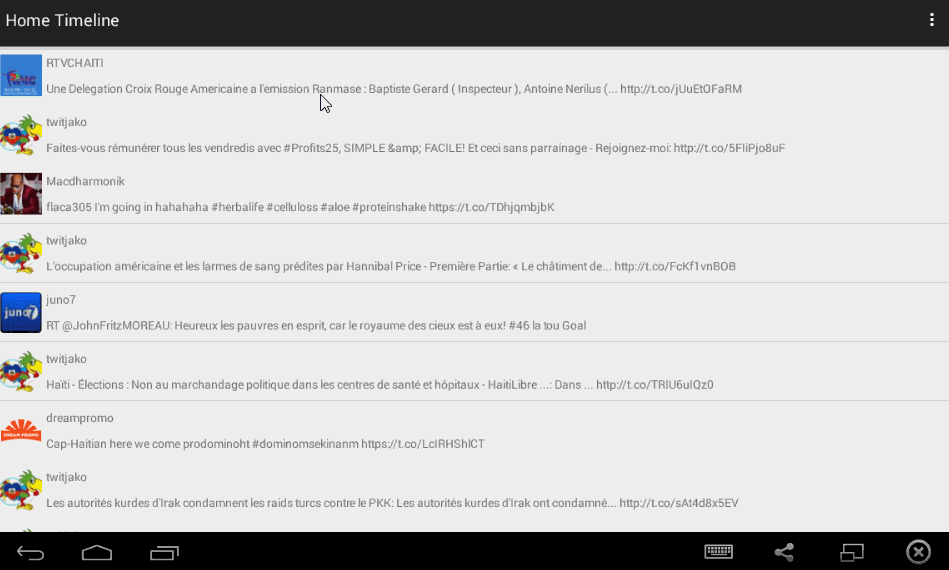 Home Timeline
RTVCHAITI
Une Delegation Croix Rouge Americaine a l'emission Ranmase : Baptiste Gerard ( Inspecteur ), Antoine Nerilus (... http://t.co/jUuEtOFaRM
twitjako
Faites-vous rémunérer tous les vendredis avec #Profits25, SIMPLE &amp; FACILE! Et ceci sans parrainage - Rejoignez-moi: http://t.co/5FIiPjo8uF
Macdharmonik
flaca305 I'm going in hahahaha #herbalife #celluloss #aloe #proteinshake https://t.co/TDhjqmbjbK
twitjako
L'occupation américaine et les larmes de sang prédites par Hannibal Price - Première Partie: « Le châtiment de... http://t.co/FcKf1vnBOB
juno7
juno7
RT @JohnFritzMOREAU: Heureux les pauvres en esprit, car le royaume des cieux est à eux! #46 la tou Goal
twitjako
Haïti - Élections : Non au marchandage politique dans les centres de santé et hôpitaux - HaitiLibre ...: Dans ... http://t.co/TRIU6uIQz0
dreampromo
DREAM PROMO
Cap-Haitian here we come prodominoht #dominomsekinanm https://t.co/LcIRHShlCT
twitjako
Les autorités kurdes d'Irak condamnent les raids turcs contre le PKK: Les autorités kurdes d'Irak ont condamné... http://t.co/sAt4d8x5EV